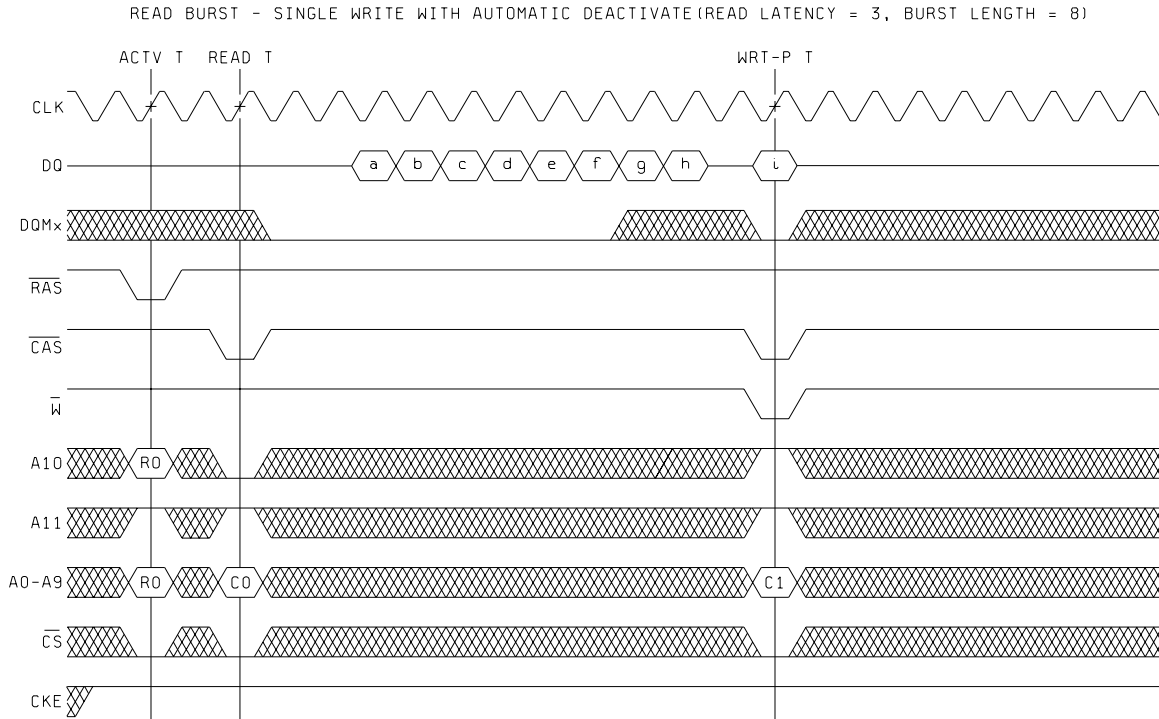 READ BURST - SINGLE WRITE WITH AUTOMATIC DEACTIVATE(READ LATENCY = 3, BURST LENGTH = 8)
ACTV T READ T WRT-P T
CLK
DQ a b c d e f g h i
DQMx
RAS
CAS
W
A10 R0
A11
A0-A9 R0 C0 C1
CS
CKE